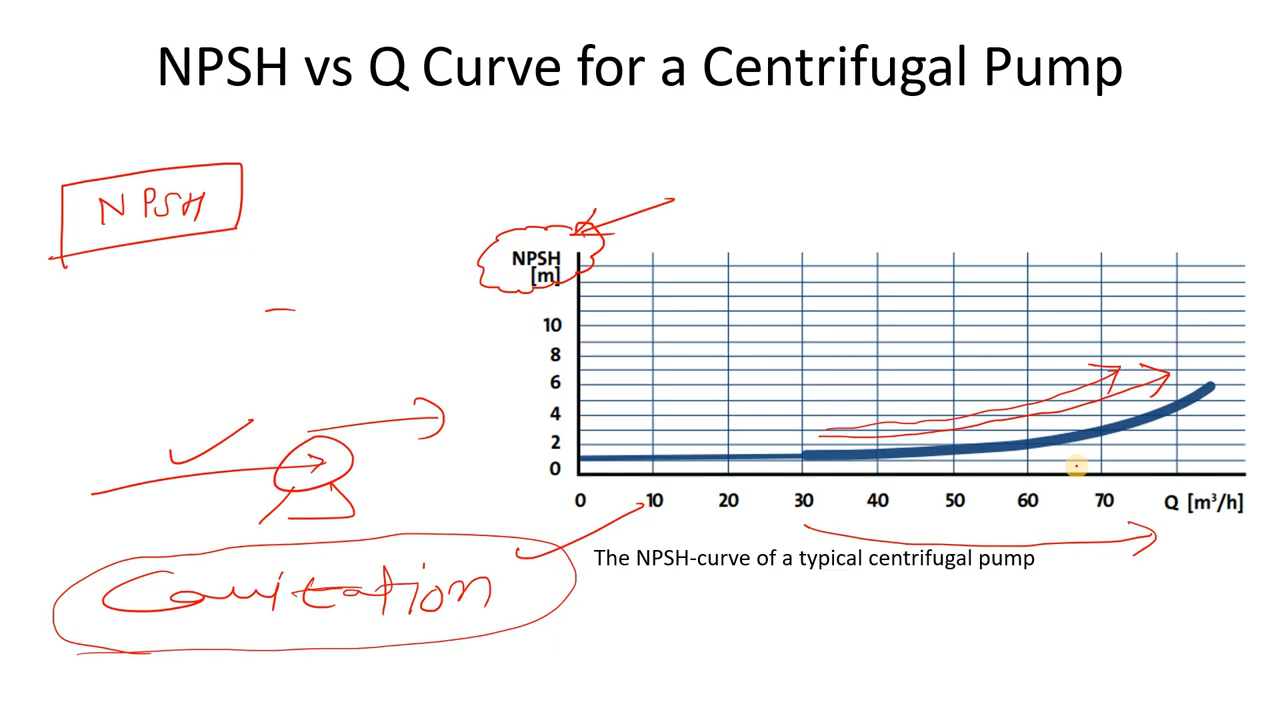 NPSH vs Q Curve for a Centrifugal Pump
NPSH
NPSH
[m]
10
8
6
4
2
0
0 10 20 30 40 50 60 70 Q [m³/h]
The NPSH-curve of a typical centrifugal pump
Cavitation